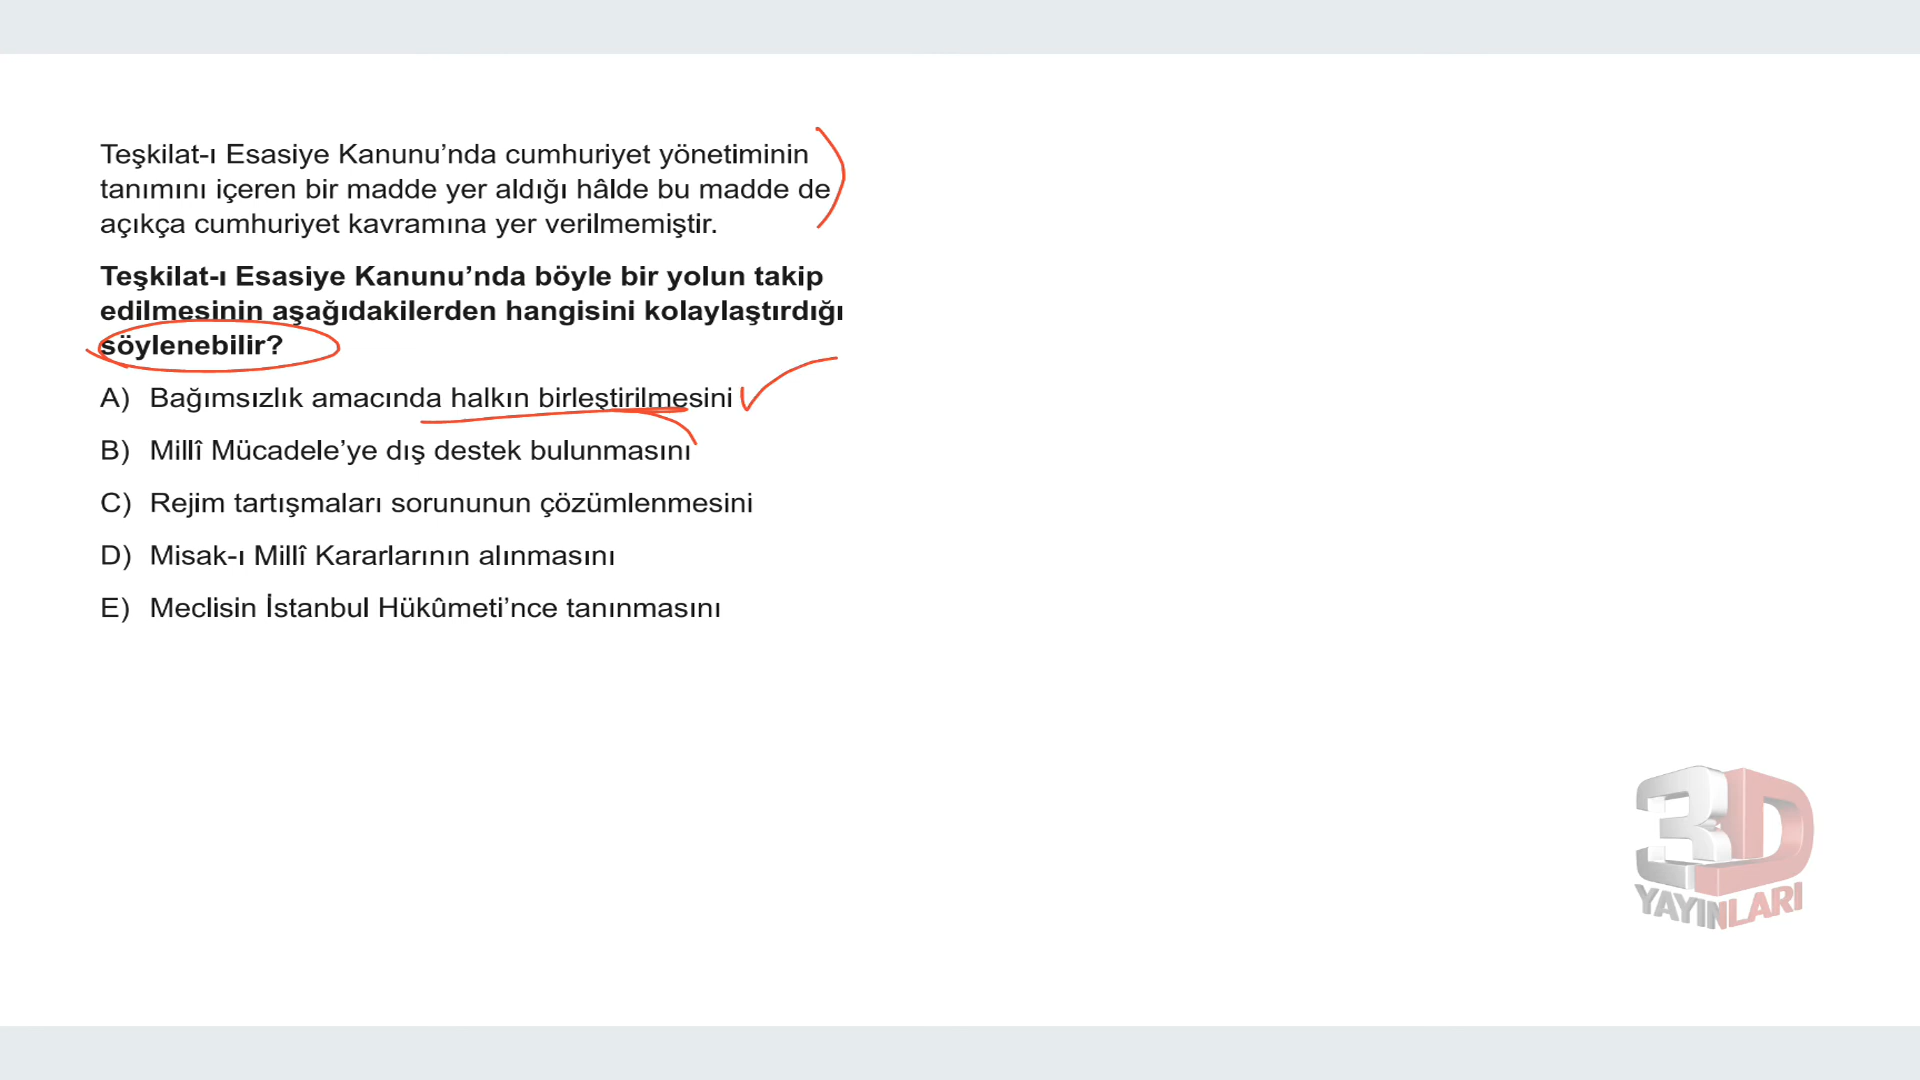 Teşkilat-ı Esasiye Kanunu’nda cumhuriyet yönetiminin
tanımını içeren bir madde yer aldığı hâlde bu madde de
açıkça cumhuriyet kavramına yer verilmemiştir.
Teşkilat-ı Esasiye Kanunu’nda böyle bir yolun takip
edilmesinin aşağıdakilerden hangisini kolaylaştırdığı
söylenebilir?
A) Bağımsızlık amacında halkın birleştirilmesini
B) Millî Mücadele’ye dış destek bulunmasını
C) Rejim tartışmaları sorununun çözümlenmesini
D) Misak-ı Millî Kararlarının alınmasını
E) Meclisin İstanbul Hükûmeti’nce tanınmasını
3D
YAYINLARI